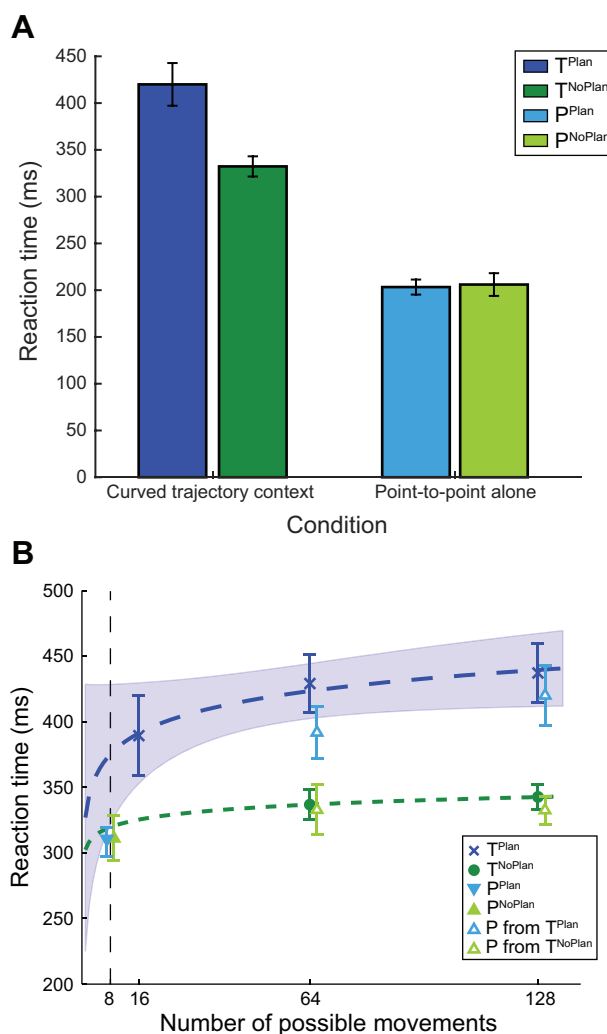 A
450
400
350
300
250
200
150
100
50
0
Reaction time (ms)
T^Plan
T^NoPlan
P^Plan
P^NoPlan
Curved trajectory context
Point-to-point alone
Condition
B
500
450
400
350
300
250
200
Reaction time (ms)
T^Plan
T^NoPlan
P^Plan
P^NoPlan
P from T^Plan
P from T^NoPlan
8 16 64 128
Number of possible movements